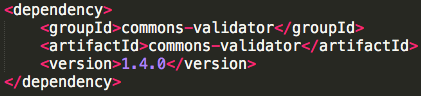 <dependency>
    <groupId>commons-validator</groupId>
    <artifactId>commons-validator</artifactId>
    <version>1.4.0</version>
</dependency>